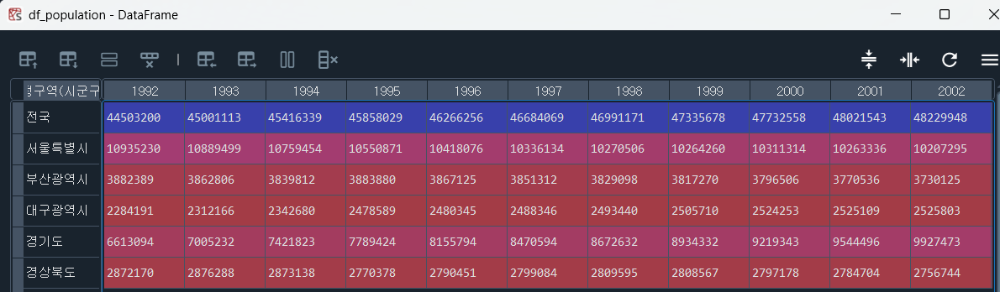 df_population - DataFrame
구역(시군구 1992 1993 1994 1995 1996 1997 1998 1999 2000 2001 2002
전국 44503200 45001113 45416339 45858029 46266256 46684069 46991171 47335678 47732558 48021543 48229948
서울특별시 10935230 10889499 10759454 10550871 10418076 10336134 10270506 10264260 10311314 10263336 10207295
부산광역시 3882389 3862806 3839812 3883880 3867125 3851312 3829098 3817270 3796506 3770536 3730125
대구광역시 2284191 2312166 2342680 2478589 2480345 2488346 2493440 2505710 2524253 2525109 2525803
경기도 6613094 7005232 7421823 7789424 8155794 8470594 8672632 8934332 9219343 9544496 9927473
경상북도 2872170 2876288 2873138 2770378 2790451 2799084 2809595 2808567 2797178 2784704 2756744